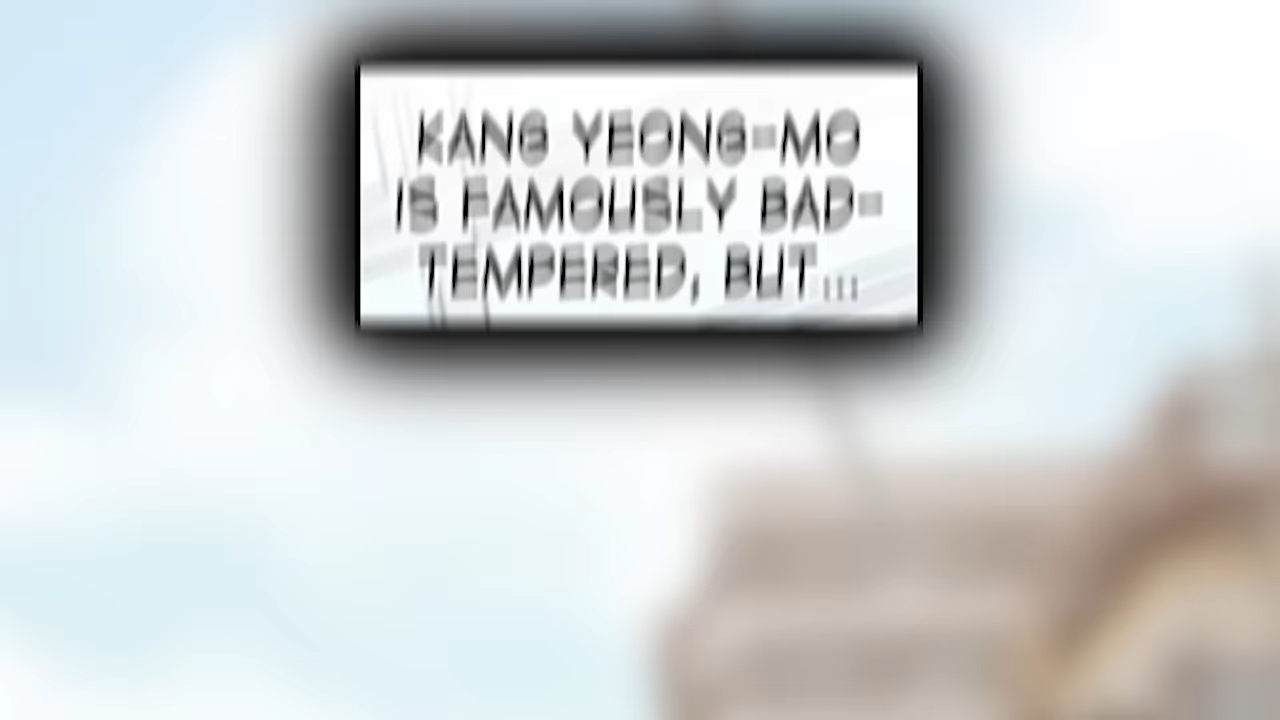 KANG YEONG-MO
IS FAMOUSLY BAD-
TEMPERED, BUT...